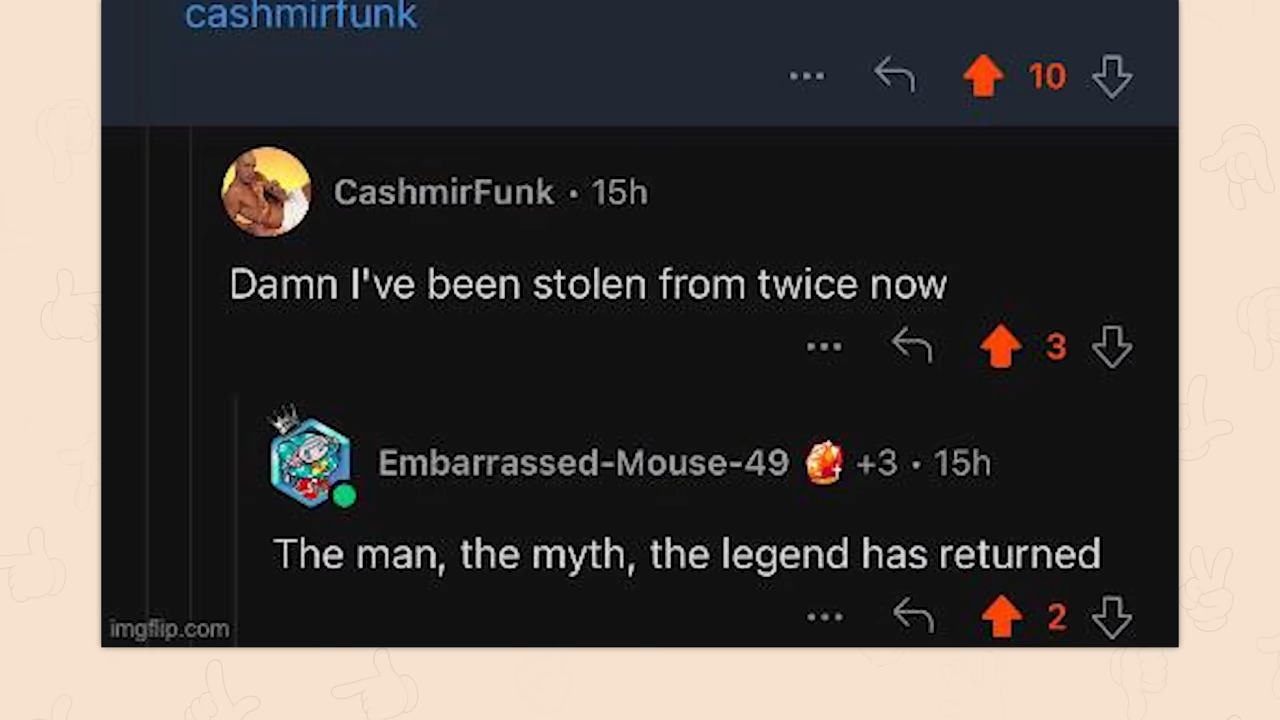 cashmirfunk
10
CashmirFunk · 15h
Damn I've been stolen from twice now
3
Embarrassed-Mouse-49 +3 · 15h
The man, the myth, the legend has returned
2
imgflip.com